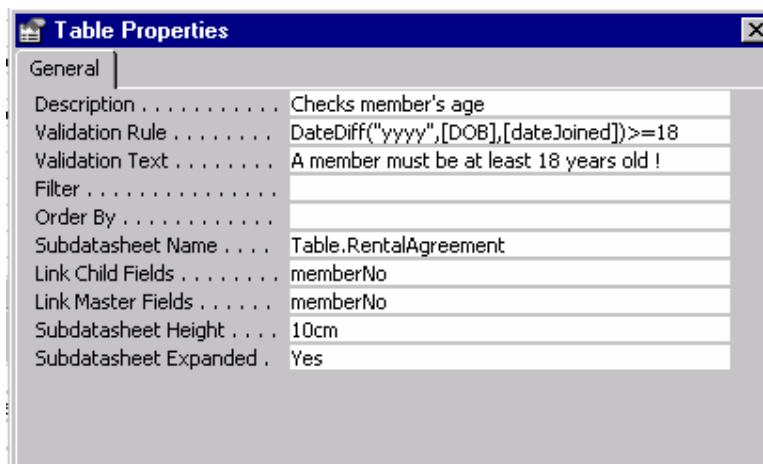 Table Properties
General
Description . . . . . . . . . . . Checks member's age
Validation Rule . . . . . . . . DateDiff("yyyy",[DOB],[dateJoined])>=18
Validation Text . . . . . . . . A member must be at least 18 years old !
Filter . . . . . . . . . . . . . . .
Order By . . . . . . . . . . . .
Subdatasheet Name . . . . Table.RentalAgreement
Link Child Fields . . . . . . . . memberNo
Link Master Fields . . . . . . memberNo
Subdatasheet Height . . . . 10cm
Subdatasheet Expanded . Yes